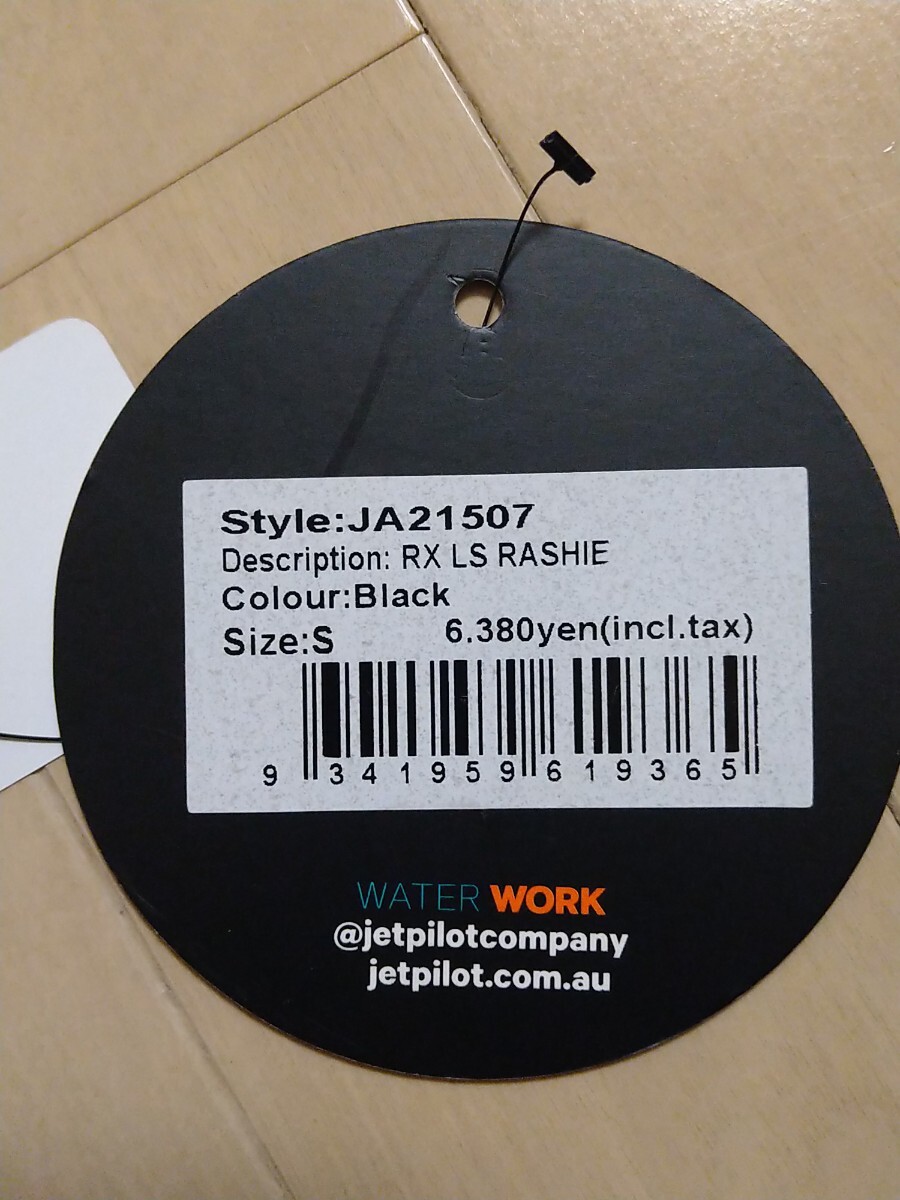 Style:JA21507
Description: RX LS RASHIE
Colour:Black
Size:S 6.380yen(incl.tax)
9 341959 619365
WATER WORK
@jetpilotcompany
jetpilot.com.au